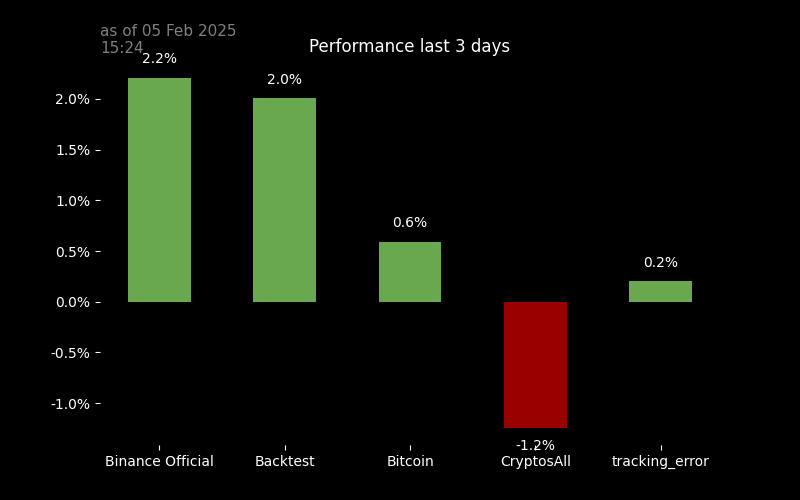 as of 05 Feb 2025
15:24
Performance last 3 days
2.2%
2.0%
0.6%
-1.2%
0.2%
2.0%
1.5%
1.0%
0.5%
0.0%
-0.5%
-1.0%
Binance Official
Backtest
Bitcoin
CryptosAll
tracking_error